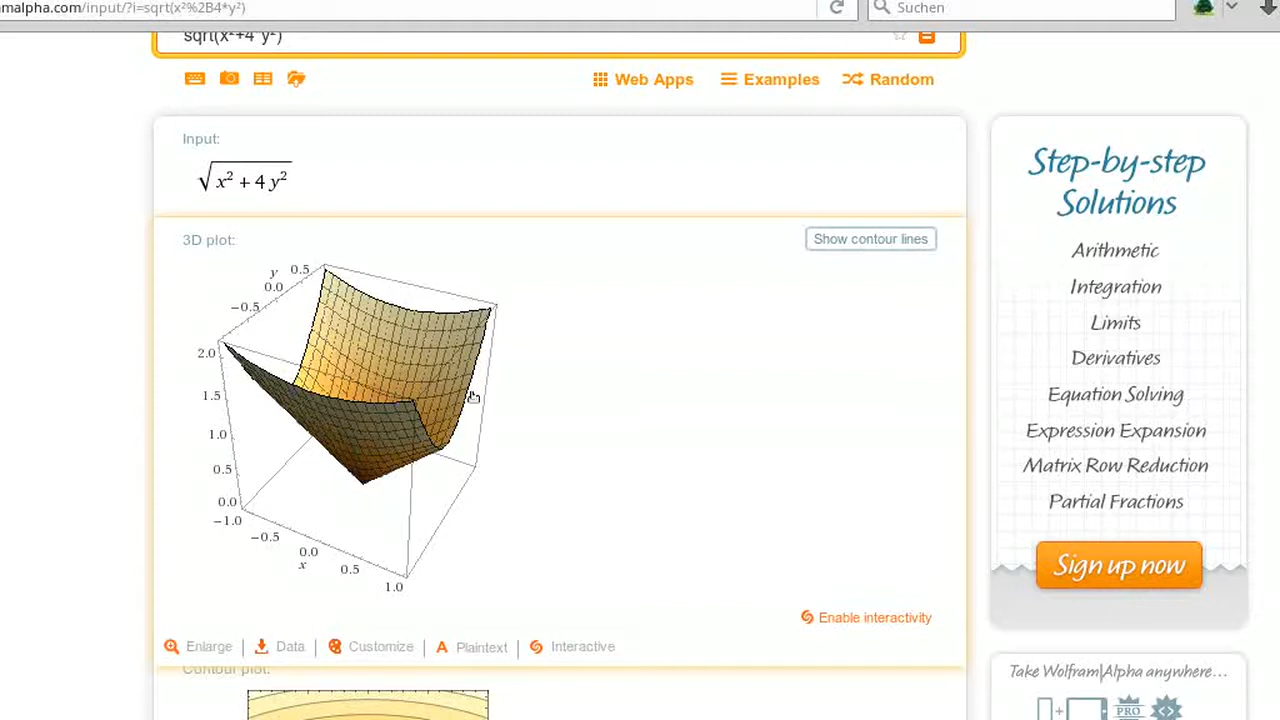 malpha.com/input/?i=sqrt(x²%2B4*y²)
Suchen
sqrt(x²+4*y²)
Web Apps
Examples
Random
Input:
√x² + 4 y²
3D plot:
Show contour lines
y
0.5
0.0
−0.5
2.0
1.5
1.0
0.5
0.0
−1.0
−0.5
0.0
x
0.5
1.0
Enable interactivity
Enlarge
Data
Customize
A Plaintext
Interactive
Contour plot:
Step-by-step
Solutions
Arithmetic
Integration
Limits
Derivatives
Equation Solving
Expression Expansion
Matrix Row Reduction
Partial Fractions
Sign up now
Take Wolfram|Alpha anywhere...
PRO